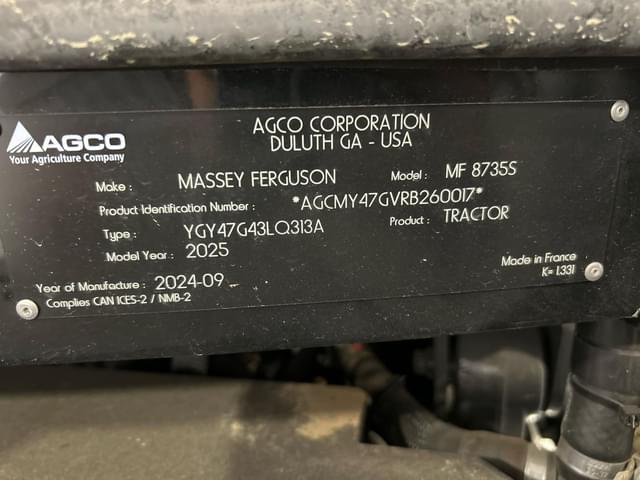 AGCO
Your Agriculture Company
AGCO CORPORATION
DULUTH GA - USA
Make : MASSEY FERGUSON Model : MF 8735S
Product Identification Number : *AGCMY47GVRB260017*
Type : YGY47G43LQ313A Product : TRACTOR
Model Year : 2025
Year of Manufacture : 2024-09
Complies CAN ICES-2 / NMB-2
Made in France
K= 1.331